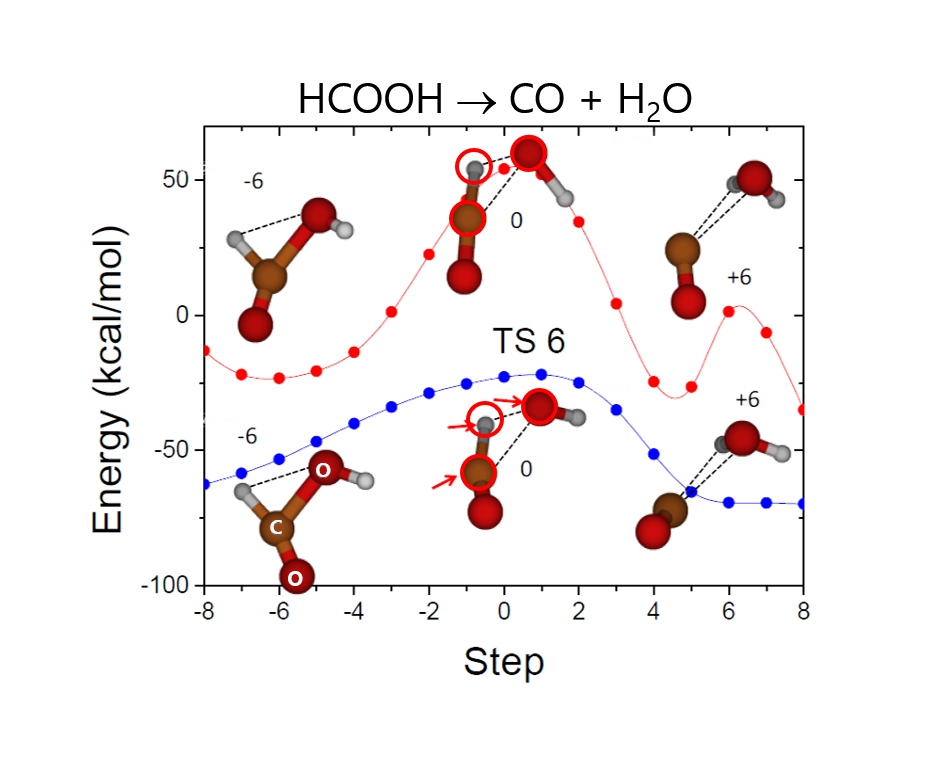 HCOOH → CO + H₂O
Energy (kcal/mol)
50
0
-50
-100
-6
0
+6
TS 6
-6
0
+6
O
C
O
-8
-6
-4
-2
0
2
4
6
8
Step